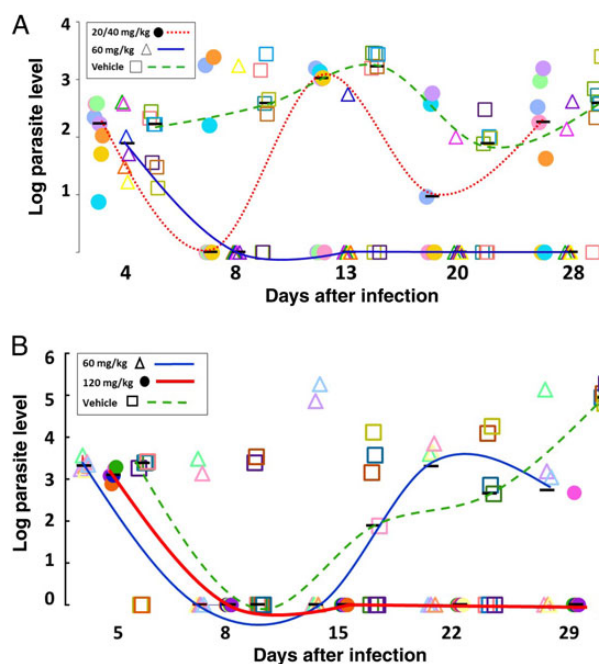 A
20/40 mg/kg
60 mg/kg
Vehicle
Log parasite level
4
3
2
1
4 8 13 20 28
Days after infection
B
60 mg/kg
120 mg/kg
Vehicle
Log parasite level
6
5
4
3
2
1
0
5 8 15 22 29
Days after infection